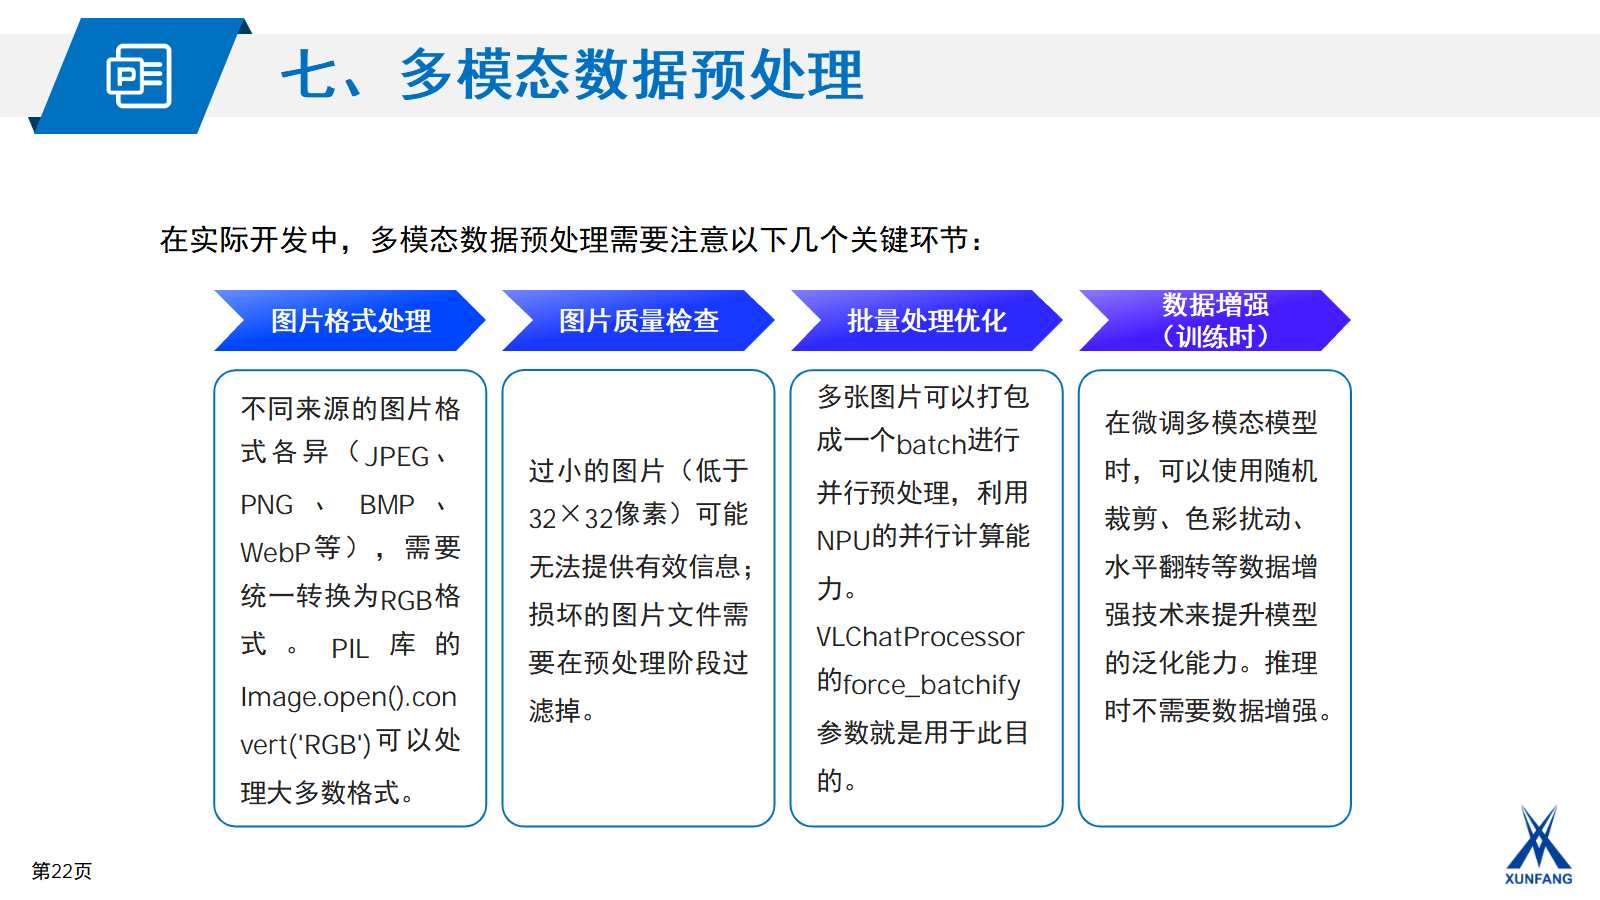 七、多模态数据预处理
在实际开发中，多模态数据预处理需要注意以下几个关键环节：
图片格式处理
不同来源的图片格
式各异（JPEG、
PNG、BMP、
WebP等），需要
统一转换为RGB格
式。PIL库的
Image.open().con
vert('RGB')可以处
理大多数格式。
图片质量检查
过小的图片（低于
32×32像素）可能
无法提供有效信息；
损坏的图片文件需
要在预处理阶段过
滤掉。
批量处理优化
多张图片可以打包
成一个batch进行
并行预处理，利用
NPU的并行计算能
力。
VLChatProcessor
的force_batchify
参数就是用于此目
的。
数据增强
（训练时）
在微调多模态模型
时，可以使用随机
裁剪、色彩扰动、
水平翻转等数据增
强技术来提升模型
的泛化能力。推理
时不需要数据增强。
第22页
XUNFANG